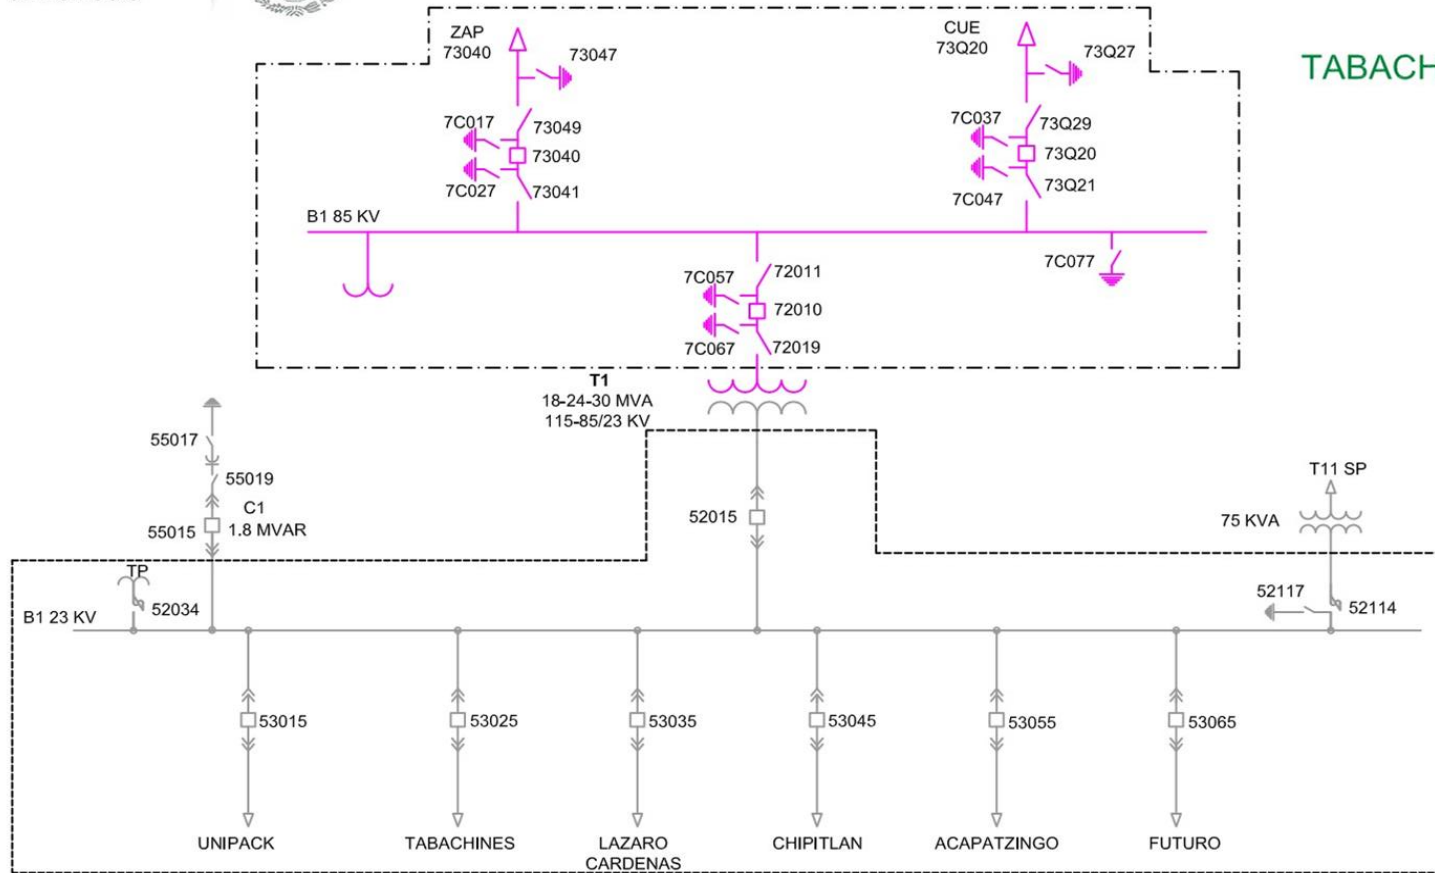 ZAP
73040
73047
CUE
73Q20
73Q27
TABACH
7C017
73049
73040
7C027
73041
7C037
73Q29
73Q20
7C047
73Q21
B1 85 KV
7C057
72011
72010
7C067
72019
7C077
T1
18-24-30 MVA
115-85/23 KV
55017
55019
C1
55015
1.8 MVAR
52015
T11 SP
75 KVA
TP
52034
B1 23 KV
52117
52114
53015
53025
53035
53045
53055
53065
UNIPACK
TABACHINES
LAZARO
CARDENAS
CHIPITLAN
ACAPATZINGO
FUTURO